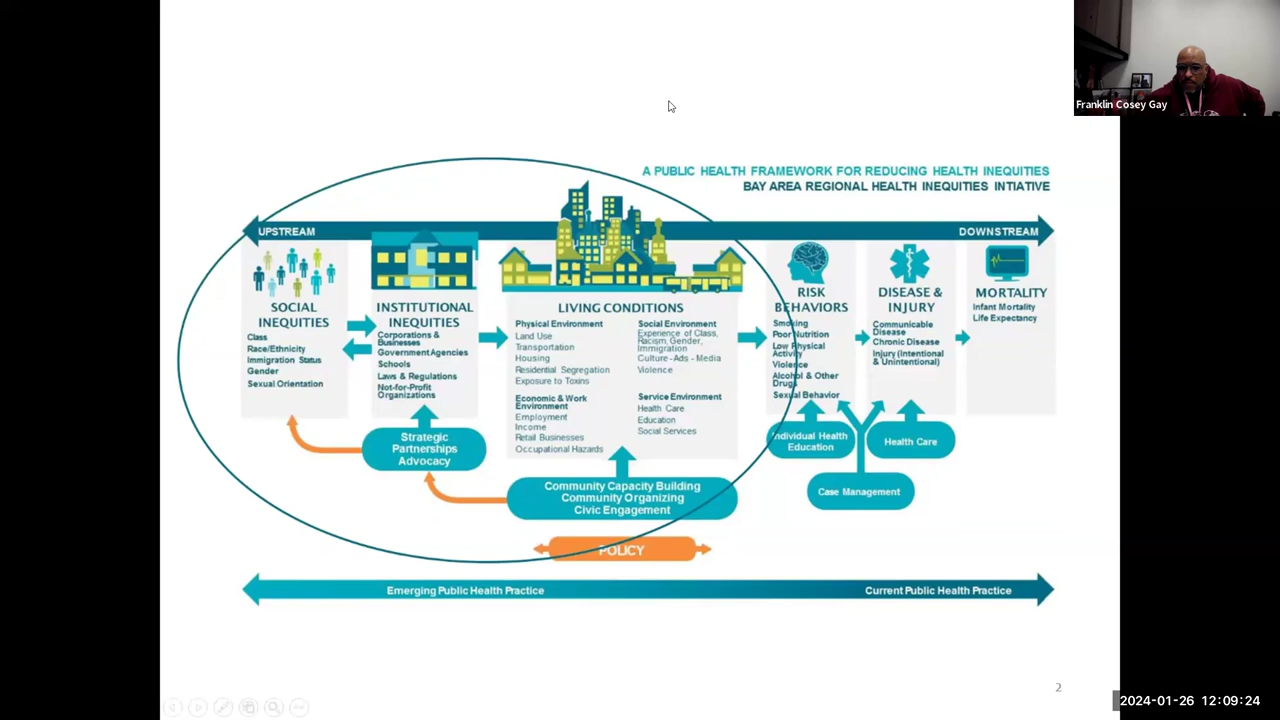 Franklin Cosey Gay
A PUBLIC HEALTH FRAMEWORK FOR REDUCING HEALTH INEQUITIES
BAY AREA REGIONAL HEALTH INEQUITIES INTIATIVE
UPSTREAM
DOWNSTREAM
SOCIAL
INEQUITIES
Class
Race/Ethnicity
Immigration Status
Gender
Sexual Orientation
INSTITUTIONAL
INEQUITIES
Corporations &
Businesses
Government Agencies
Schools
Laws & Regulations
Not-for-Profit
Organizations
LIVING CONDITIONS
Physical Environment
Land Use
Transportation
Housing
Residential Segregation
Exposure to Toxins
Economic & Work
Environment
Employment
Income
Retail Businesses
Occupational Hazards
Social Environment
Experience of Class,
Racism, Gender,
Immigration
Culture - Ads - Media
Violence
Service Environment
Health Care
Education
Social Services
RISK
BEHAVIORS
Smoking
Poor Nutrition
Low Physical
Activity
Violence
Alcohol & Other
Drugs
Sexual Behavior
DISEASE &
INJURY
Communicable
Disease
Chronic Disease
Injury (Intentional
& Unintentional)
MORTALITY
Infant Mortality
Life Expectancy
Strategic
Partnerships
Advocacy
Community Capacity Building
Community Organizing
Civic Engagement
Individual Health
Education
Health Care
Case Management
POLICY
Emerging Public Health Practice
Current Public Health Practice
2
2024-01-26 12:09:24